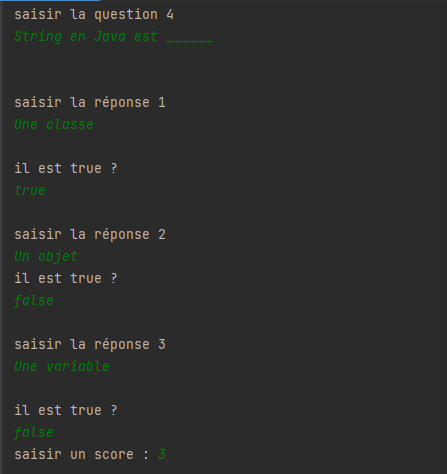 saisir la question 4
String en Java est ______
saisir la réponse 1
Une classe
il est true ?
true
saisir la réponse 2
Un objet
il est true ?
false
saisir la réponse 3
Une variable
il est true ?
false
saisir un score : 3